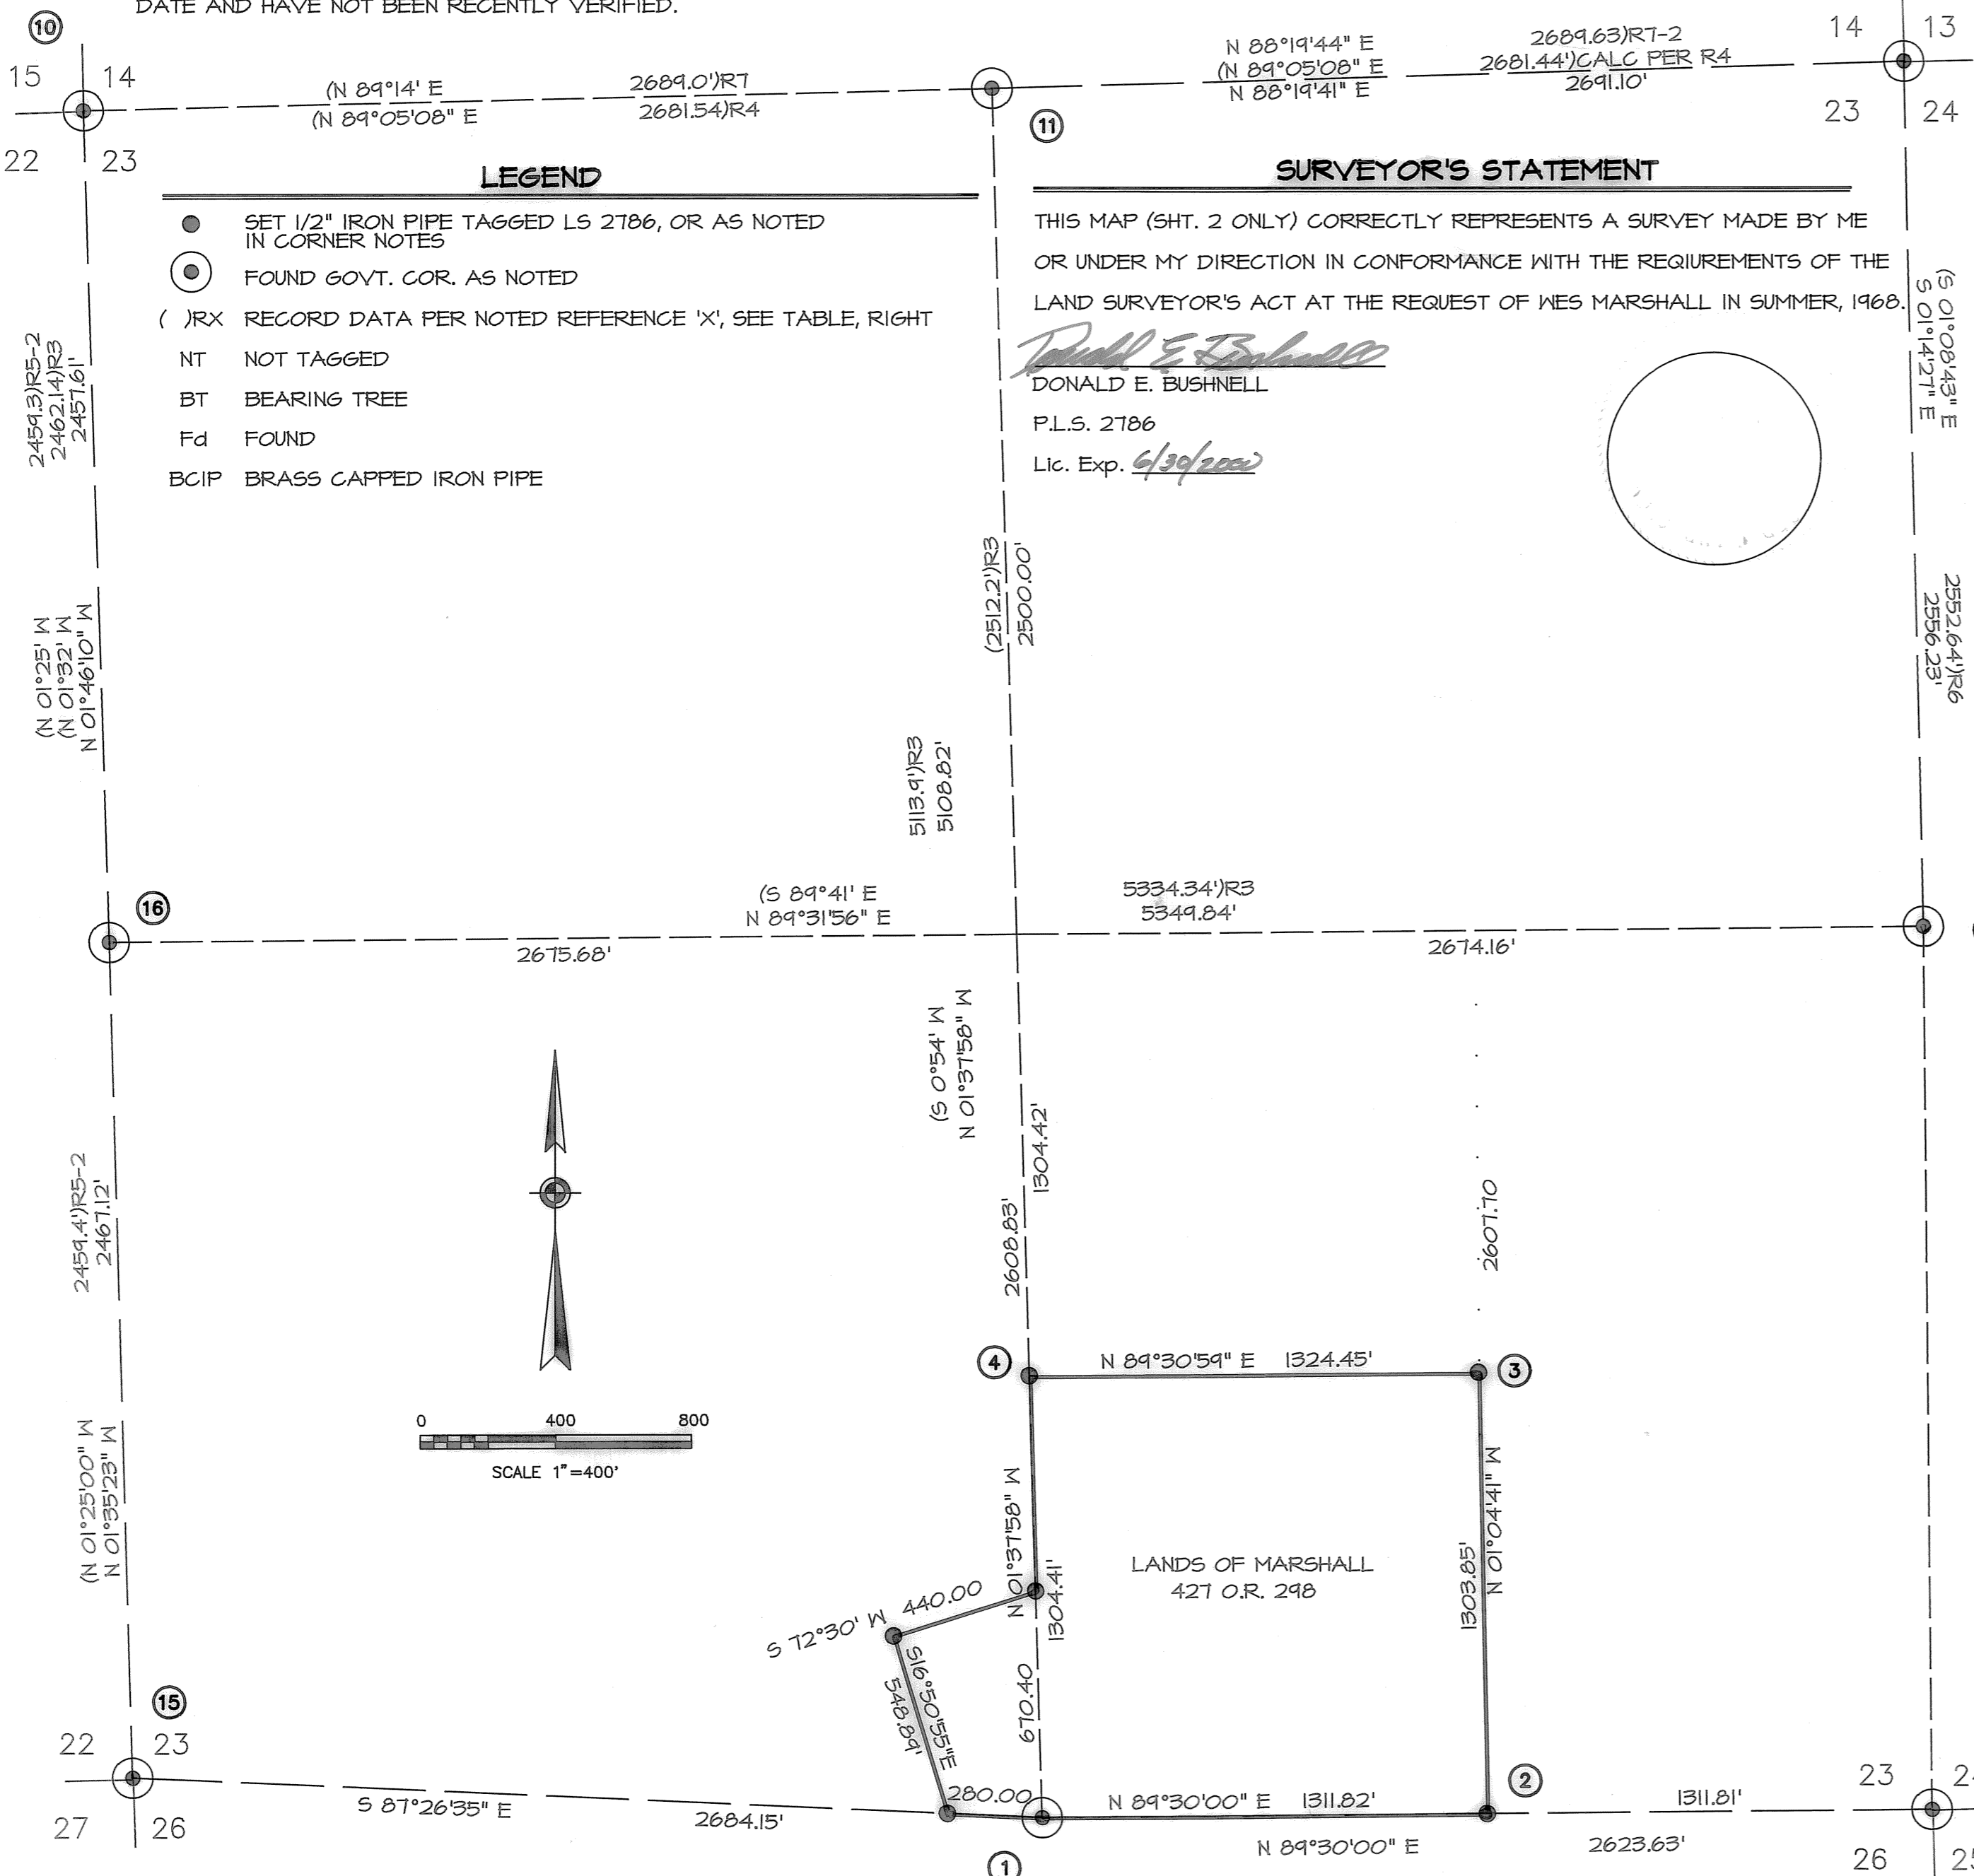 DATE AND HAVE NOT BEEN RECENTLY VERIFIED.
10
15 14
22 23
(N 89°14' E 2689.0')R7
(N 89°05'08" E 2681.54)R4
11
N 88°19'44" E 2689.63)R7-2
(N 89°05'08" E 2681.44')CALC PER R4
N 88°19'41" E 2691.10'
14 13
23 24
LEGEND
SET 1/2" IRON PIPE TAGGED LS 2786, OR AS NOTED
IN CORNER NOTES
FOUND GOVT. COR. AS NOTED
( )RX RECORD DATA PER NOTED REFERENCE 'X', SEE TABLE, RIGHT
NT NOT TAGGED
BT BEARING TREE
Fd FOUND
BCIP BRASS CAPPED IRON PIPE
SURVEYOR'S STATEMENT
THIS MAP (SHT. 2 ONLY) CORRECTLY REPRESENTS A SURVEY MADE BY ME
OR UNDER MY DIRECTION IN CONFORMANCE WITH THE REQIUREMENTS OF THE
LAND SURVEYOR'S ACT AT THE REQUEST OF WES MARSHALL IN SUMMER, 1968.
Donald E. Bushnell
DONALD E. BUSHNELL
P.L.S. 2786
Lic. Exp. 6/30/2000
2459.3)R5-2
2462.14)R3
2457.61'
(N 01°25' W
(N 01°32' W
N 01°46'10" W
(2512.2')R3
2500.00'
5113.9')R3
5108.82'
(S 01°08'43" E
S 01°14'27" E
2552.64')R6
2556.23'
16
(S 89°41' E 5334.34')R3
N 89°31'56" E 5349.84'
2675.68'
2674.16'
(S 0°54' W
N 01°37'58" W
1304.42'
2608.83'
2607.70
2459.4')R5-2
2467.12'
(N 01°25'00" W
N 01°35'23" W
0 400 800
SCALE 1"=400'
4
N 89°30'59" E 1324.45'
3
N 01°37'58" W
1304.41'
LANDS OF MARSHALL
427 O.R. 298
1303.85'
N 01°04'41" W
S 72°30' W 440.00
S16°50'55"E
548.89'
670.40
280.00
15
22 23
27 26
S 87°26'35" E 2684.15'
N 89°30'00" E 1311.82'
2
1311.81'
N 89°30'00" E 2623.63'
1
23
26